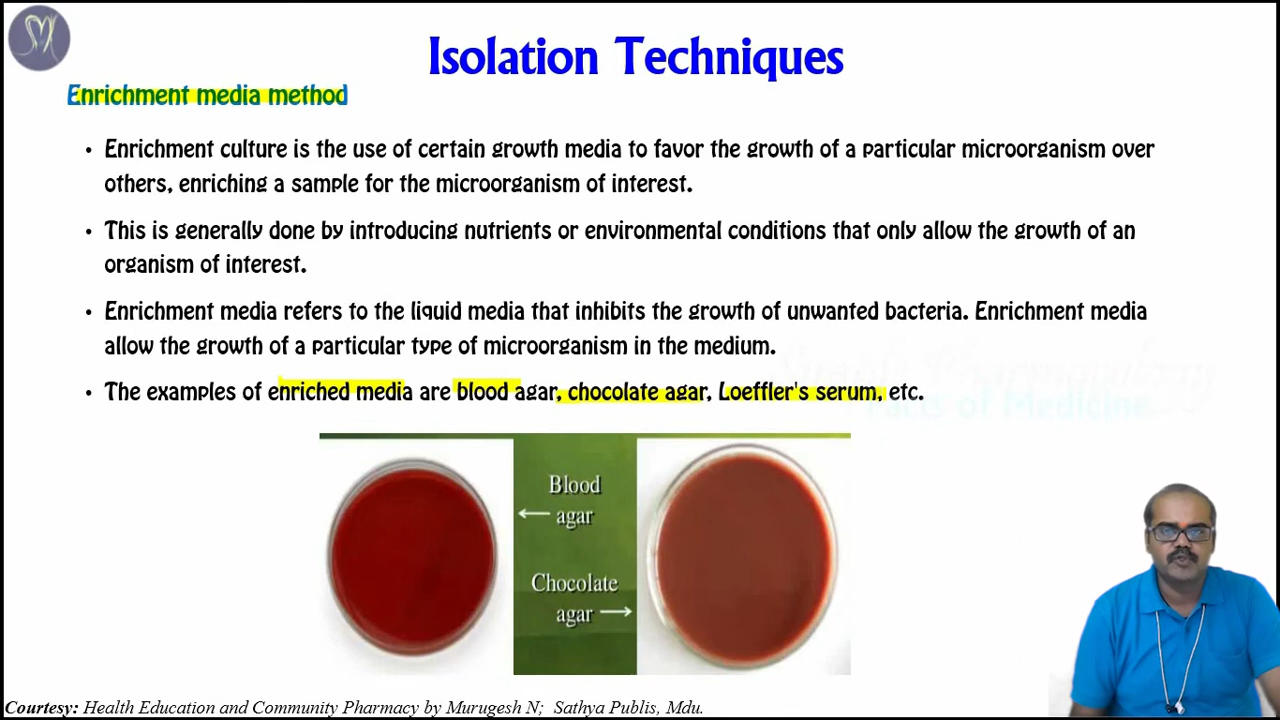 Isolation Techniques
Enrichment media method
• Enrichment culture is the use of certain growth media to favor the growth of a particular microorganism over
others, enriching a sample for the microorganism of interest.
• This is generally done by introducing nutrients or environmental conditions that only allow the growth of an
organism of interest.
• Enrichment media refers to the liquid media that inhibits the growth of unwanted bacteria. Enrichment media
allow the growth of a particular type of microorganism in the medium.
• The examples of enriched media are blood agar, chocolate agar, Loeffler's serum, etc.
Facts of Medicine
Blood
agar
Chocolate
agar
Courtesy: Health Education and Community Pharmacy by Murugesh N; Sathya Publis, Mdu.